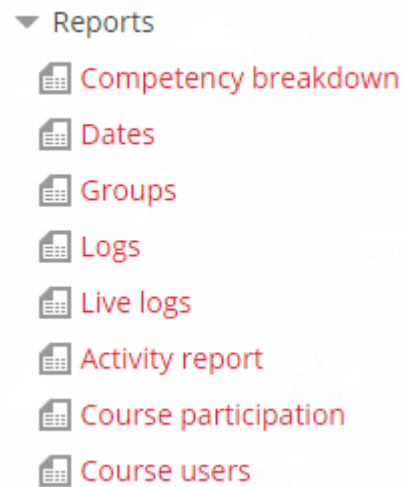 Reports
Competency breakdown
Dates
Groups
Logs
Live logs
Activity report
Course participation
Course users